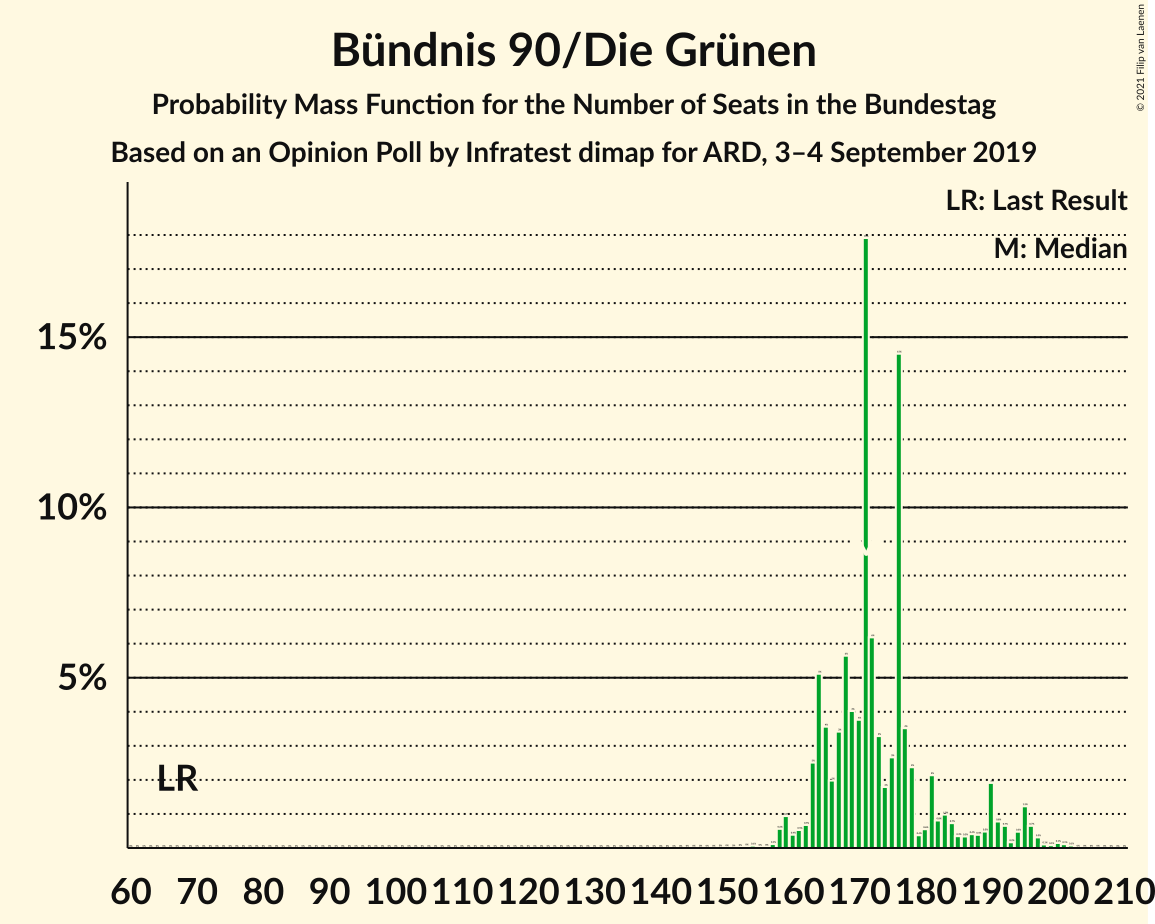 Bündnis 90/Die Grünen
Probability Mass Function for the Number of Seats in the Bundestag
Based on an Opinion Poll by Infratest dimap for ARD, 3–4 September 2019
© 2021 Filip van Laenen
LR: Last Result
M: Median
15%
10%
5%
LR
60 70 80 90 100 110 120 130 140 150 160 170 180 190 200 210